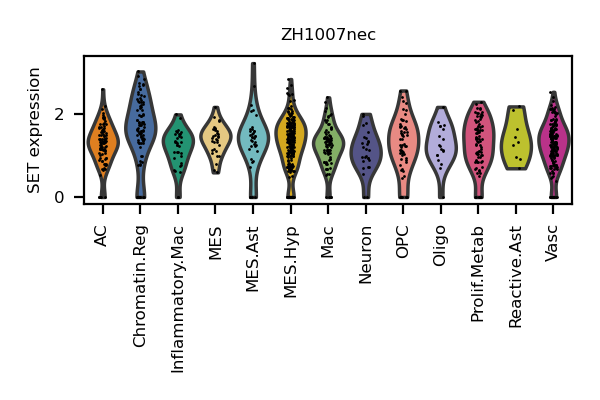 ZH1007nec
SET expression
2
0
AC
Chromatin.Reg
Inflammatory.Mac
MES
MES.Ast
MES.Hyp
Mac
Neuron
OPC
Oligo
Prolif.Metab
Reactive.Ast
Vasc